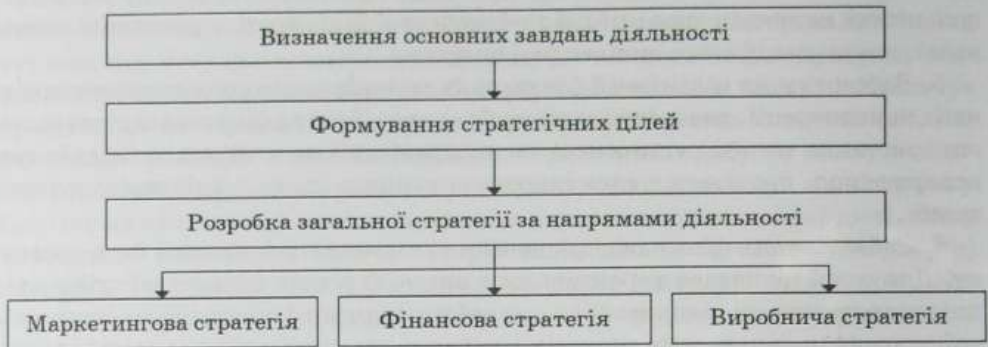 Визначення основних завдань діяльності
Формування стратегічних цілей
Розробка загальної стратегії за напрямами діяльності
Маркетингова стратегія
Фінансова стратегія
Виробнича стратегія